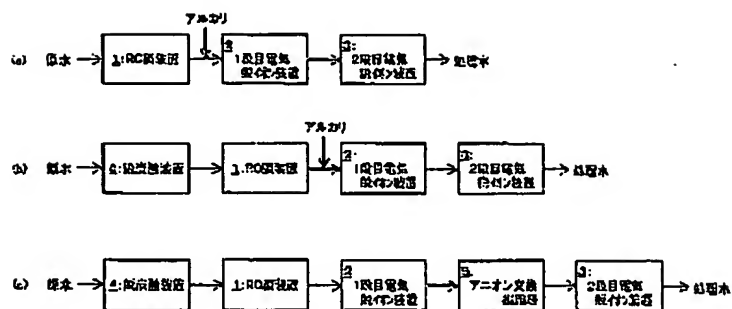 アルカリ
(a) 原水 1:RO膜装置 2: 3: 処理水
1段目電気 2段目電気
脱イオン装置 脱イオン装置
アルカリ
(b) 原水 4:脱炭酸装置 1:RO膜装置 2: 3: 処理水
1段目電気 2段目電気
脱イオン装置 脱イオン装置
(c) 原水 4:脱炭酸装置 1:RO膜装置 2: 5: 3: 処理水
1段目電気 アニオン交換 2段目電気
脱イオン装置 脱イオン装置